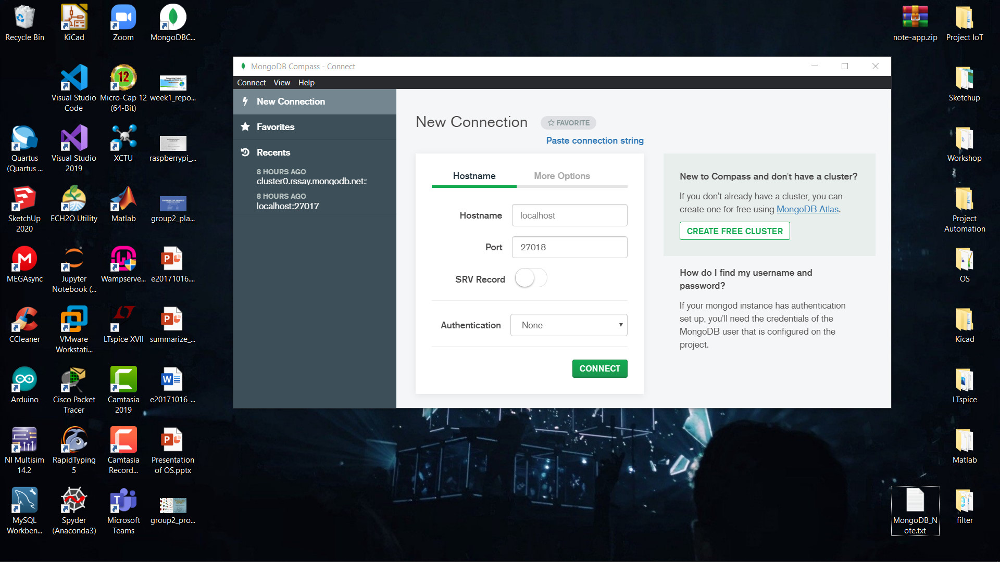 Recycle Bin
KiCad
Zoom
MongoDBC...
Visual Studio
Code
Micro-Cap 12
(64-Bit)
12
week1_repo...
Quartus
(Quartus ...
Visual Studio
2019
XCTU
raspberrypi_...
SketchUp
2020
ECH2O Utility
Matlab
group2_pla...
MEGAsync
Jupyter
Notebook (...
Wampserve...
e20171016....
CCleaner
VMware
Workstati...
LTspice XVII
summarize_...
Arduino
Cisco Packet
Tracer
Camtasia
2019
e20171016_...
NI Multisim
14.2
RapidTyping
5
Camtasia
Record...
Presentation
of OS.pptx
MySQL
Workben...
Spyder
(Anaconda3)
Microsoft
Teams
group2_pro...
MongoDB Compass - Connect
Connect View Help
New Connection
Favorites
Recents
8 HOURS AGO
cluster0.rssay.mongodb.net:
8 HOURS AGO
localhost:27017
New Connection
FAVORITE
Paste connection string
Hostname
More Options
Hostname
localhost
Port
27018
SRV Record
Authentication
None
CONNECT
New to Compass and don't have a cluster?
If you don't already have a cluster, you can
create one for free using MongoDB Atlas.
CREATE FREE CLUSTER
How do I find my username and
password?
If your mongod instance has authentication
set up, you'll need the credentials of the
MongoDB user that is configured on the
project.
note-app.zip
Project IoT
Sketchup
Workshop
Project
Automation
OS
Kicad
LTspice
Matlab
MongoDB_N
ote.txt
filter